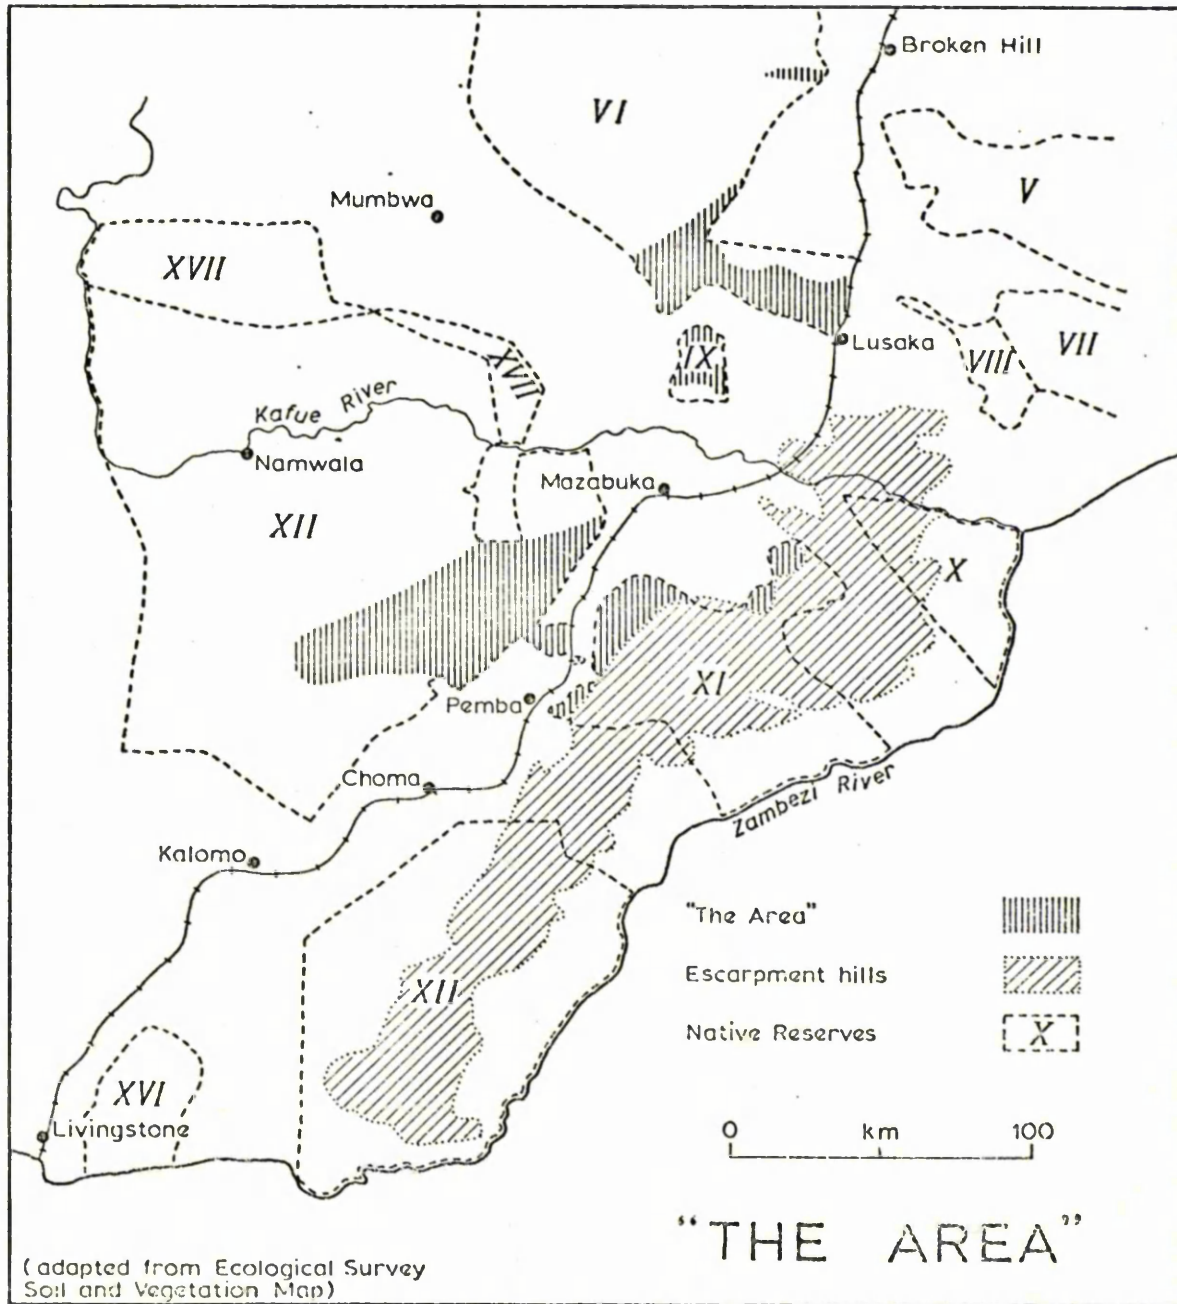 Broken Hill
VI
V
Mumbwa
XVII
XVII
IX
Lusaka
VIII
VII
Kafue River
Namwala
Mazabuka
XII
X
XI
Pemba
Choma
Zambezi River
Kalomo
"The Area"
Escarpment hills
XII
Native Reserves
X
XVI
Livingstone
0 km 100
"THE AREA"
(adapted from Ecological Survey
Soil and Vegetation Map)